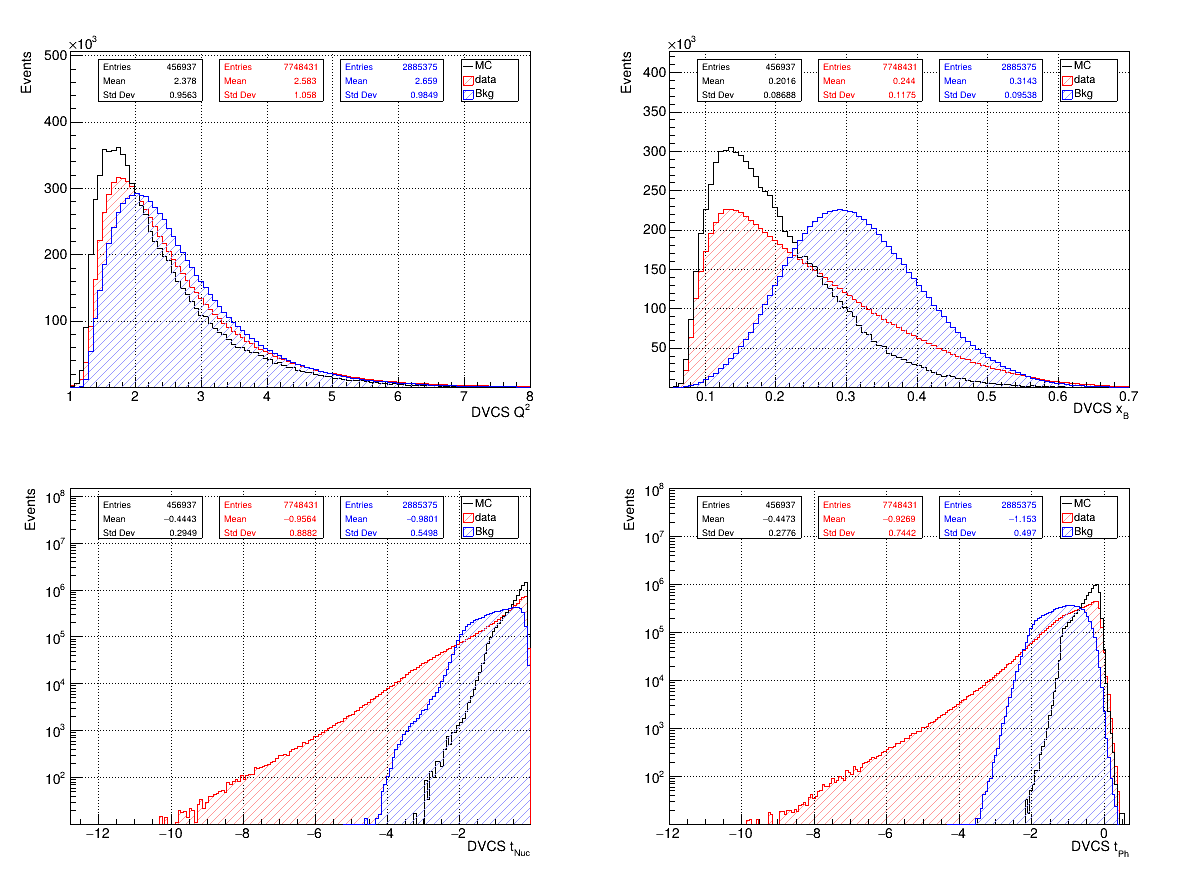 ×10³
Events
500
400
300
200
100
Entries 456937
Mean 2.378
Std Dev 0.9563
Entries 7748431
Mean 2.583
Std Dev 1.058
Entries 2885375
Mean 2.659
Std Dev 0.9849
MC
data
Bkg
1 2 3 4 5 6 7 8
DVCS Q²
×10³
Events
400
350
300
250
200
150
100
50
Entries 456937
Mean 0.2016
Std Dev 0.08688
Entries 7748431
Mean 0.244
Std Dev 0.1175
Entries 2885375
Mean 0.3143
Std Dev 0.09538
MC
data
Bkg
0.1 0.2 0.3 0.4 0.5 0.6 0.7
DVCS x_B
Events
10⁸
10⁷
10⁶
10⁵
10⁴
10³
10²
Entries 456937
Mean −0.4443
Std Dev 0.2949
Entries 7748431
Mean −0.9564
Std Dev 0.8882
Entries 2885375
Mean −0.9801
Std Dev 0.5498
MC
data
Bkg
−12 −10 −8 −6 −4 −2
DVCS t_Nuc
Events
10⁸
10⁷
10⁶
10⁵
10⁴
10³
10²
Entries 456937
Mean −0.4473
Std Dev 0.2776
Entries 7748431
Mean −0.9269
Std Dev 0.7442
Entries 2885375
Mean −1.153
Std Dev 0.497
MC
data
Bkg
−12 −10 −8 −6 −4 −2 0
DVCS t_Ph